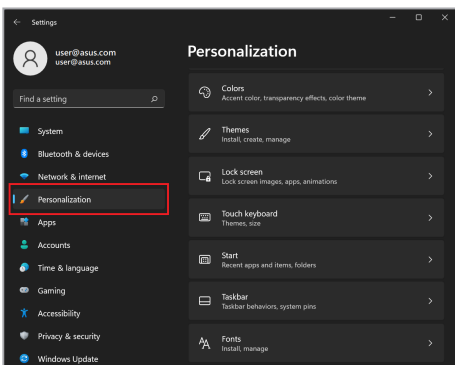 Settings
user@asus.com
user@asus.com
Find a setting
System
Bluetooth & devices
Network & internet
Personalization
Apps
Accounts
Time & language
Gaming
Accessibility
Privacy & security
Windows Update
Personalization
Colors
Accent color, transparency effects, color theme
Themes
Install, create, manage
Lock screen
Lock screen images, apps, animations
Touch keyboard
Themes, size
Start
Recent apps and items, folders
Taskbar
Taskbar behaviors, system pins
Fonts
Install, manage